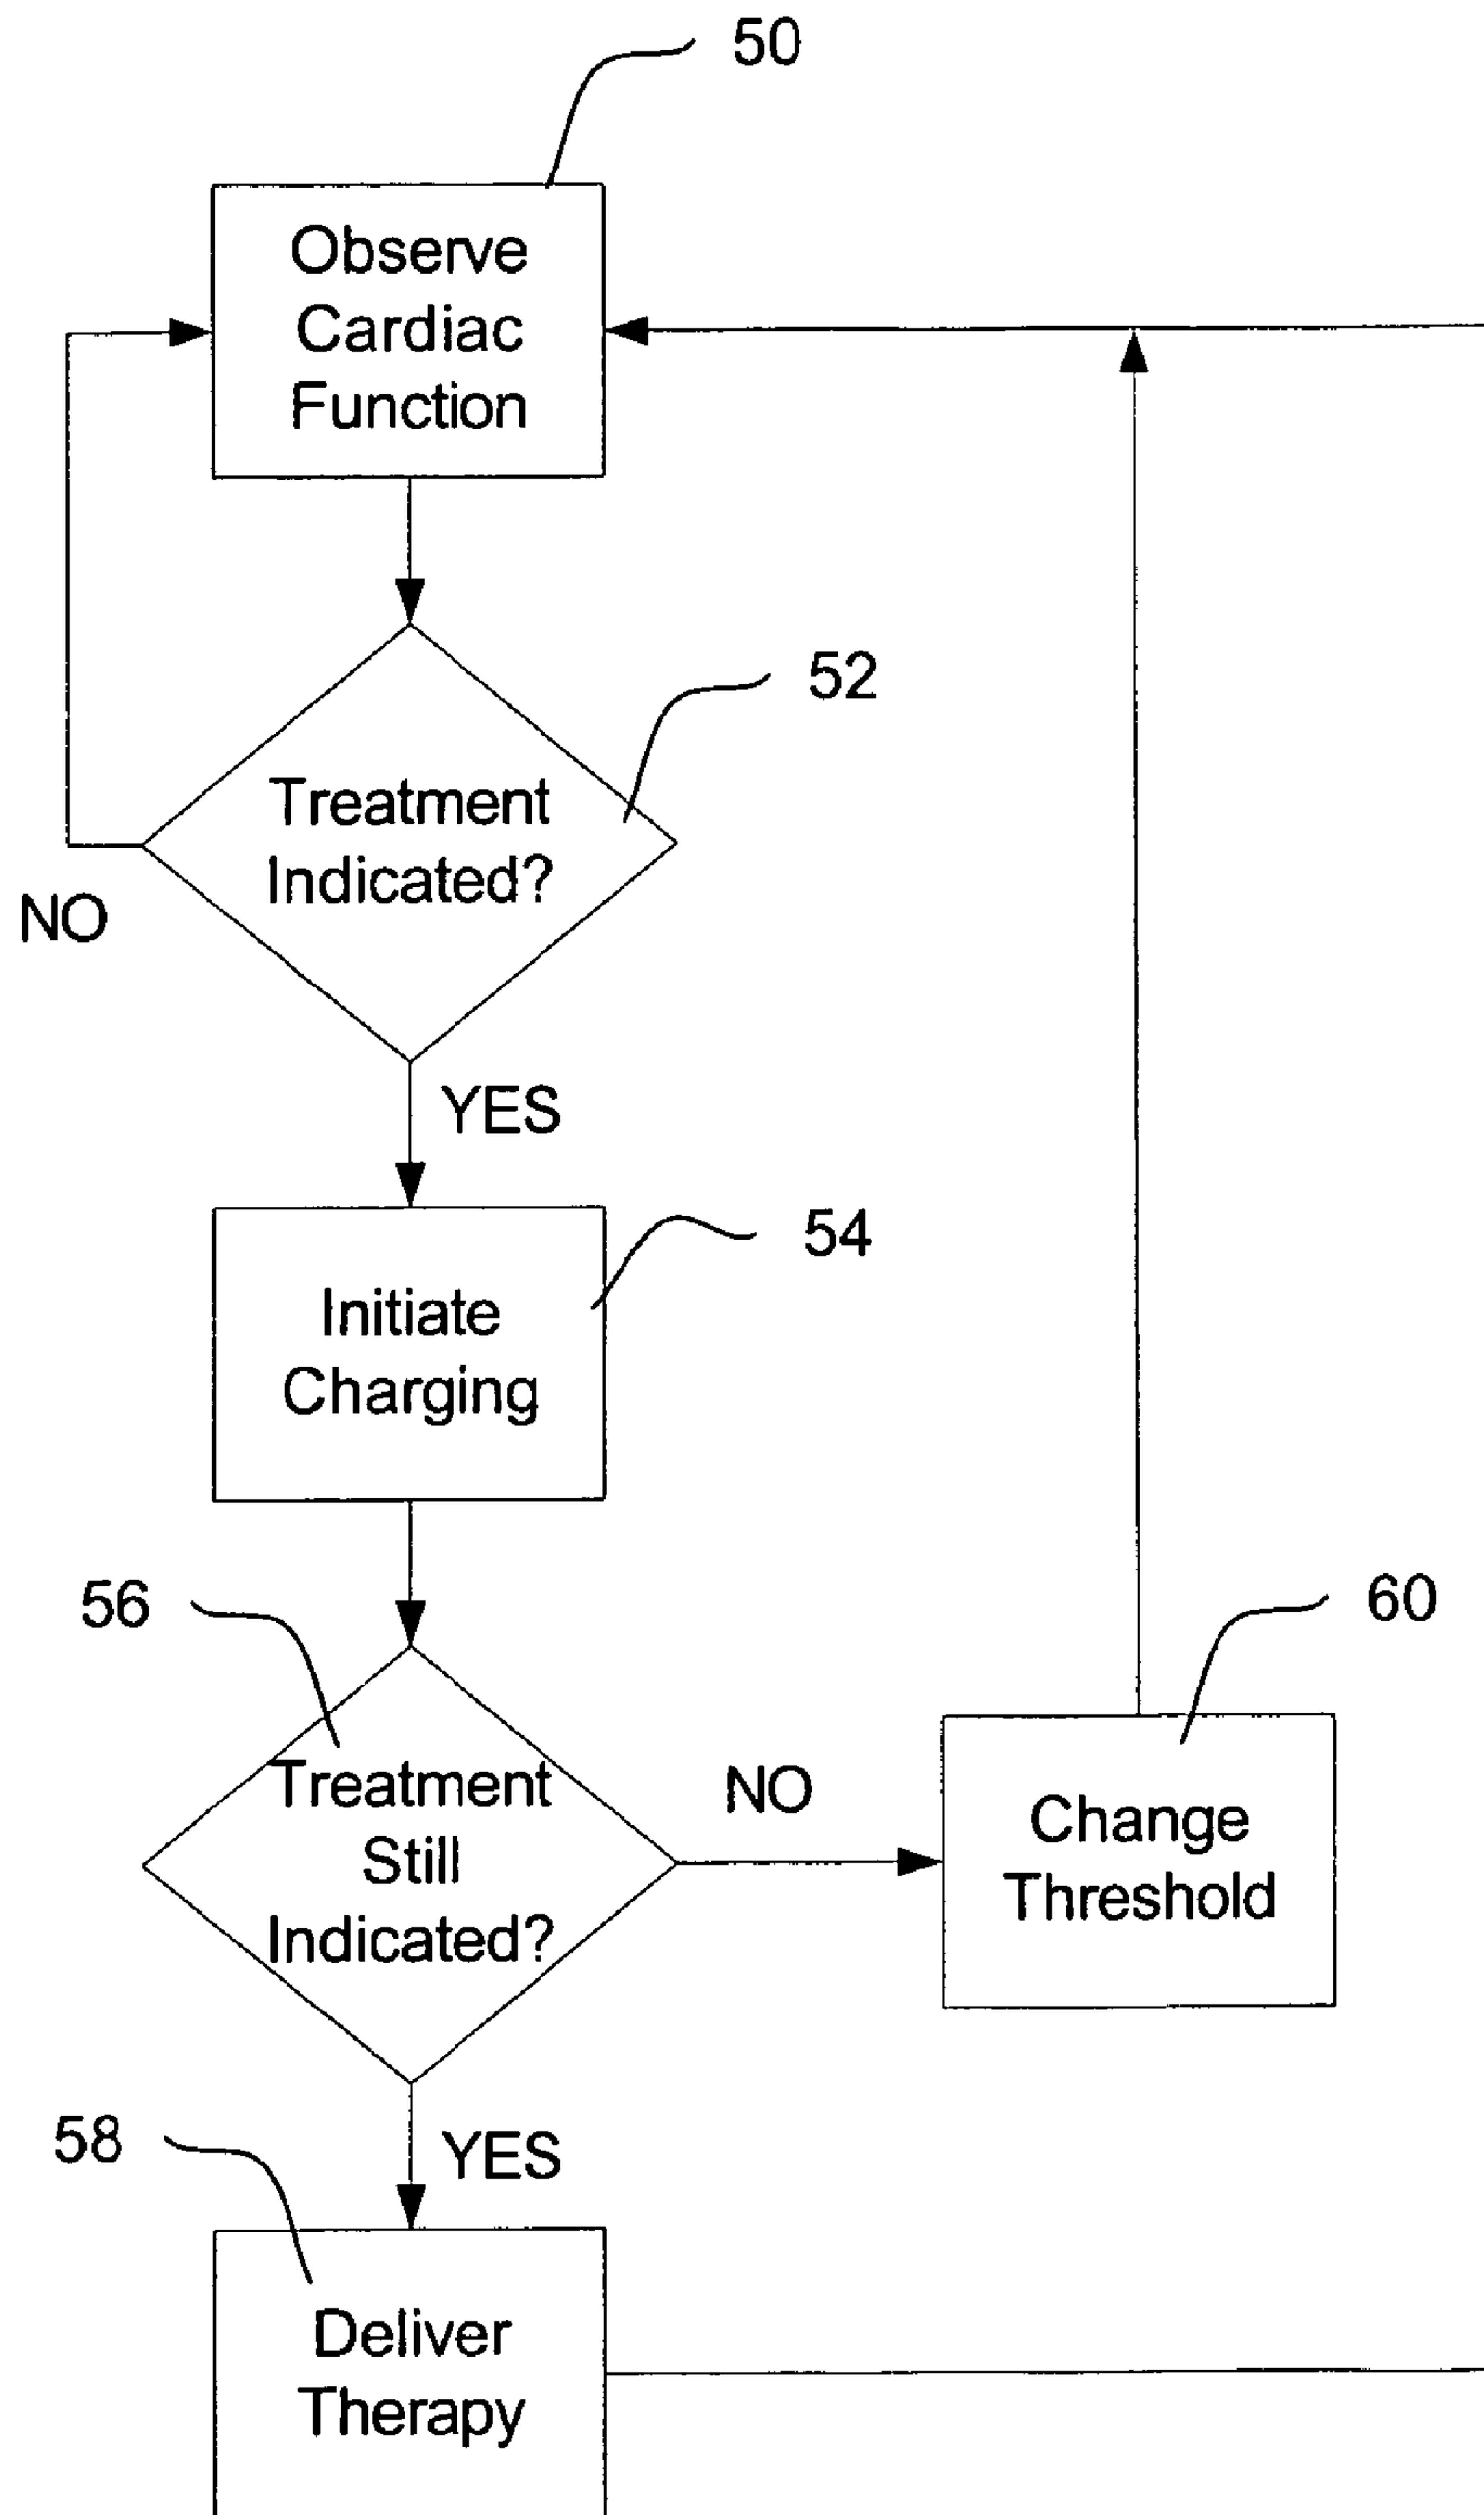 50
Observe
Cardiac
Function
52
Treatment
Indicated?
NO
YES
54
Initiate
Charging
56
60
Treatment
Still
Indicated?
NO
Change
Threshold
58
YES
Deliver
Therapy